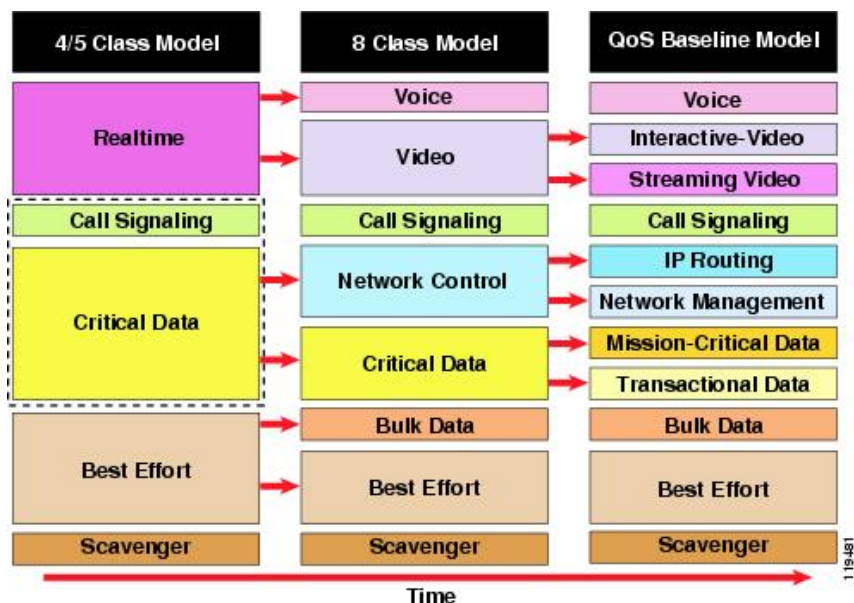 4/5 Class Model
Realtime
Call Signaling
Critical Data
Best Effort
Scavenger
8 Class Model
Voice
Video
Call Signaling
Network Control
Critical Data
Bulk Data
Best Effort
Scavenger
QoS Baseline Model
Voice
Interactive-Video
Streaming Video
Call Signaling
IP Routing
Network Management
Mission-Critical Data
Transactional Data
Bulk Data
Best Effort
Scavenger
Time
119481